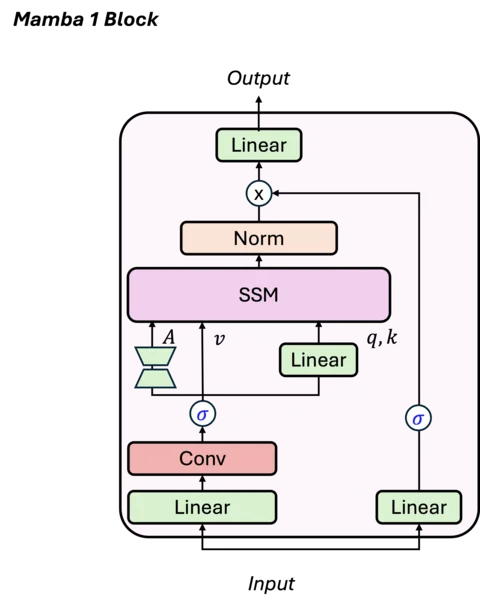 Mamba 1 Block
Output
Linear
x
Norm
SSM
A
v
q, k
Linear
σ
σ
Conv
Linear
Linear
Input